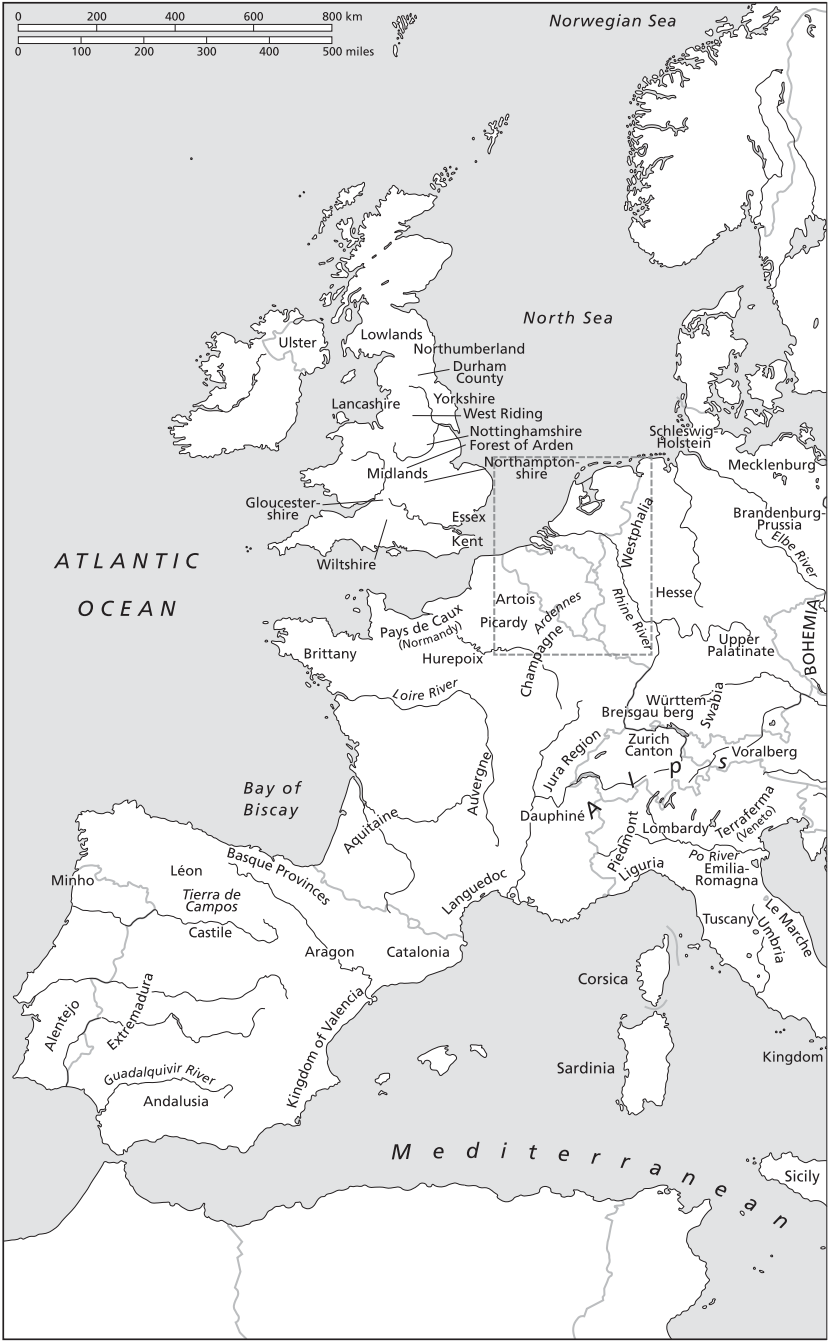 0 200 400 600 800 km
0 100 200 300 400 500 miles
Norwegian Sea
North Sea
Ulster
Lowlands
Northumberland
Durham
County
Lancashire
Yorkshire
West Riding
Nottinghamshire
Forest of Arden
Northampton-
shire
Midlands
Gloucester-
shire
Essex
Kent
Wiltshire
Schleswig-
Holstein
Mecklenburg
Brandenburg-
Prussia
Elbe River
Westphalia
Hesse
Rhine River
BOHEMIA
Upper
Palatinate
ATLANTIC
OCEAN
Artois
Picardy
Ardennes
Pays de Caux
(Normandy)
Champagne
Brittany
Hurepoix
Loire River
Württem-
berg
Breisgau
Swabia
Zurich
Canton
Voralberg
Jura Region
Alps
Bay of
Biscay
Auvergne
Dauphiné
Aquitaine
Piedmont
Lombardy
Terraferma
(Veneto)
Po River
Liguria
Emilia-
Romagna
Languedoc
Basque Provinces
Léon
Minho
Tierra de
Campos
Castile
Aragon
Catalonia
Tuscany
Le Marche
Umbria
Corsica
Alentejo
Extremadura
Kingdom of Valencia
Guadalquivir River
Andalusia
Sardinia
Kingdom
Mediterranean
Sicily